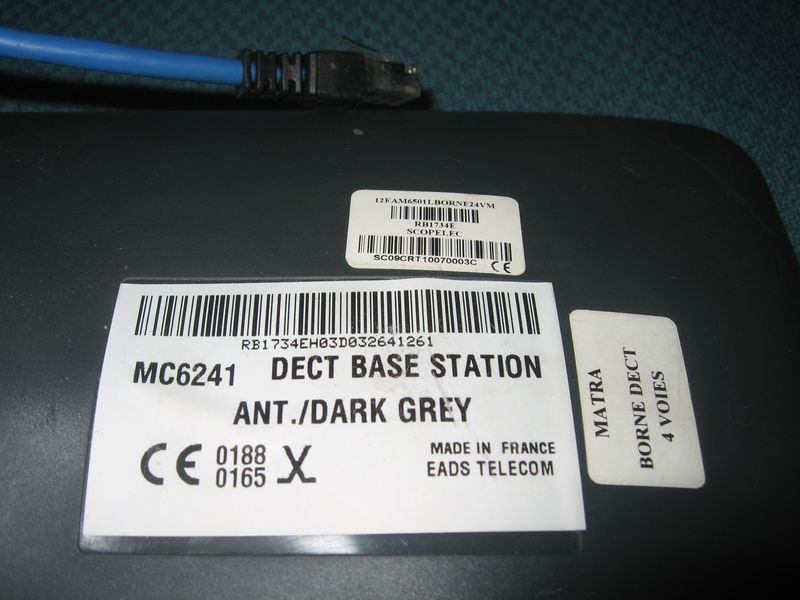 12EAM6501LBORNE24VM
RB1734E
SCOPELEC
SC09CRT10070003C CE
RB1734EH03D032641261
MC6241 DECT BASE STATION
ANT./DARK GREY
CE 0188
0165 X
MADE IN FRANCE
EADS TELECOM
MATRA
BORNE DECT
4 VOIES